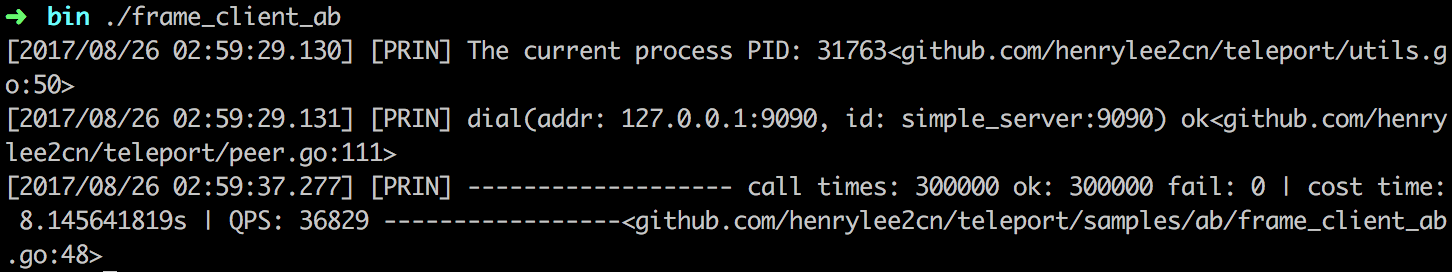 ➜ bin ./frame_client_ab
[2017/08/26 02:59:29.130] [PRIN] The current process PID: 31763<github.com/henrylee2cn/teleport/utils.g
o:50>
[2017/08/26 02:59:29.131] [PRIN] dial(addr: 127.0.0.1:9090, id: simple_server:9090) ok<github.com/henry
lee2cn/teleport/peer.go:111>
[2017/08/26 02:59:37.277] [PRIN] ------------------- call times: 300000 ok: 300000 fail: 0 | cost time:
 8.145641819s | QPS: 36829 -----------------<github.com/henrylee2cn/teleport/samples/ab/frame_client_ab
.go:48>